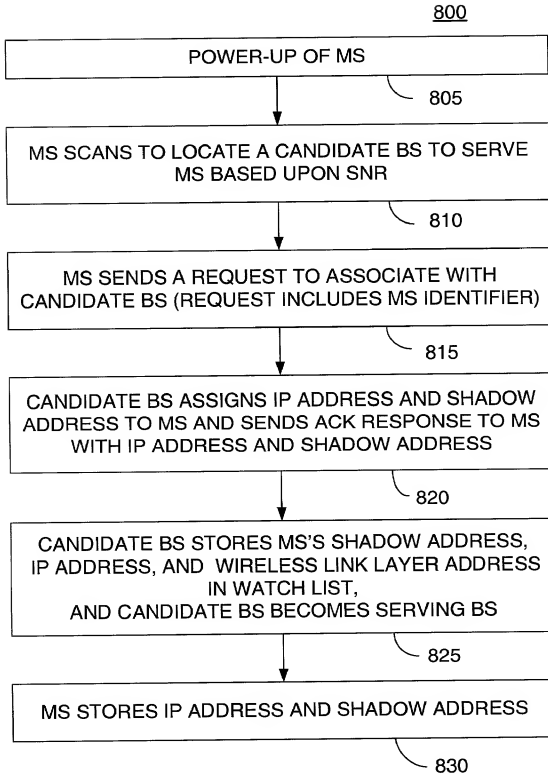 800
POWER-UP OF MS
805
MS SCANS TO LOCATE A CANDIDATE BS TO SERVE
MS BASED UPON SNR
810
MS SENDS A REQUEST TO ASSOCIATE WITH
CANDIDATE BS (REQUEST INCLUDES MS IDENTIFIER)
815
CANDIDATE BS ASSIGNS IP ADDRESS AND SHADOW
ADDRESS TO MS AND SENDS ACK RESPONSE TO MS
WITH IP ADDRESS AND SHADOW ADDRESS
820
CANDIDATE BS STORES MS'S SHADOW ADDRESS,
IP ADDRESS, AND WIRELESS LINK LAYER ADDRESS
IN WATCH LIST,
AND CANDIDATE BS BECOMES SERVING BS
825
MS STORES IP ADDRESS AND SHADOW ADDRESS
830